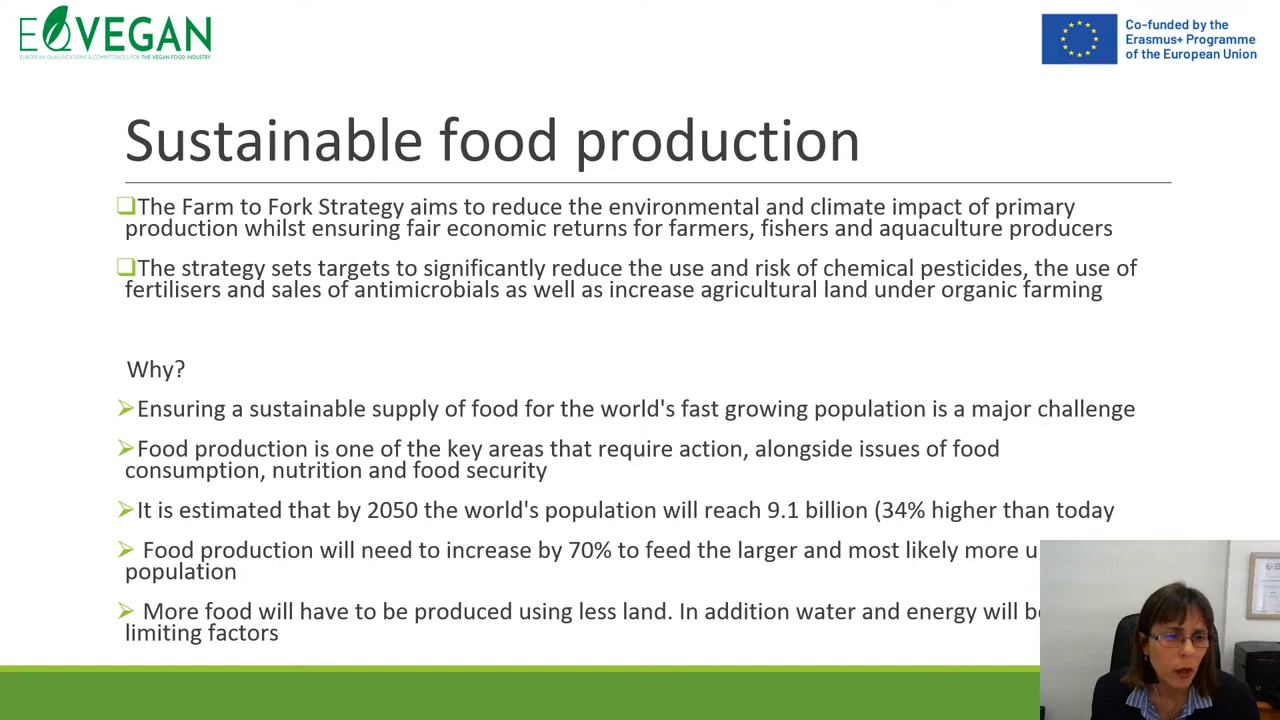 EQVEGAN
EUROPEAN QUALIFICATIONS & COMPETENCES FOR THE VEGAN FOOD INDUSTRY
Co-funded by the
Erasmus+ Programme
of the European Union
Sustainable food production
The Farm to Fork Strategy aims to reduce the environmental and climate impact of primary
production whilst ensuring fair economic returns for farmers, fishers and aquaculture producers
The strategy sets targets to significantly reduce the use and risk of chemical pesticides, the use of
fertilisers and sales of antimicrobials as well as increase agricultural land under organic farming
Why?
Ensuring a sustainable supply of food for the world's fast growing population is a major challenge
Food production is one of the key areas that require action, alongside issues of food
consumption, nutrition and food security
It is estimated that by 2050 the world's population will reach 9.1 billion (34% higher than today
Food production will need to increase by 70% to feed the larger and most likely more u
population
More food will have to be produced using less land. In addition water and energy will be
limiting factors